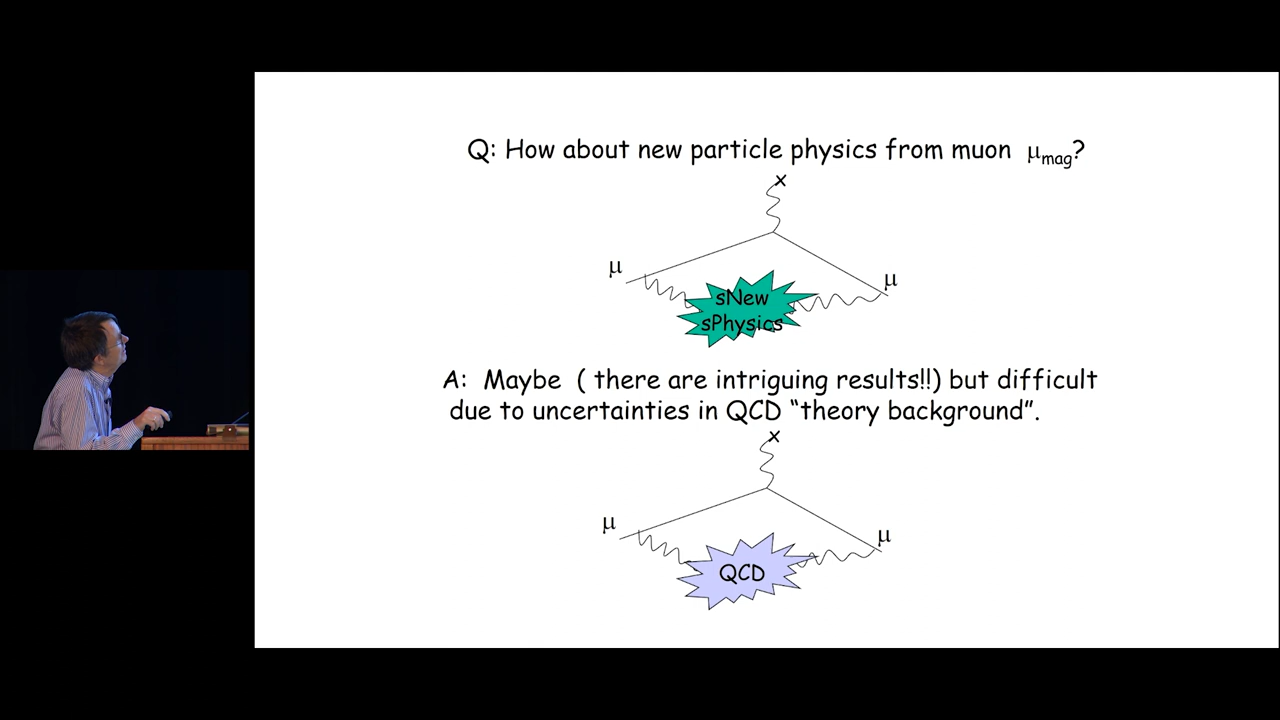 Q: How about new particle physics from muon μmag?
x
μ
μ
sNew
sPhysics
A: Maybe ( there are intriguing results!!) but difficult
due to uncertainties in QCD “theory background”.
x
μ
μ
QCD